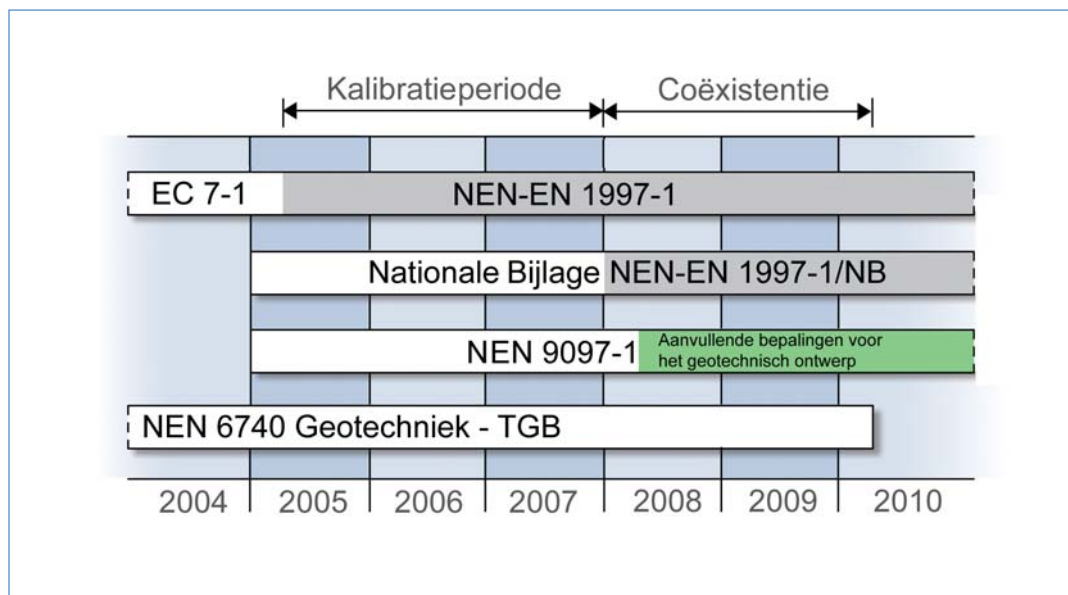 Kalibratieperiode Coëxistentie
EC 7-1 NEN-EN 1997-1
Nationale Bijlage NEN-EN 1997-1/NB
NEN 9097-1 Aanvullende bepalingen voor
het geotechnisch ontwerp
NEN 6740 Geotechniek - TGB
2004 2005 2006 2007 2008 2009 2010